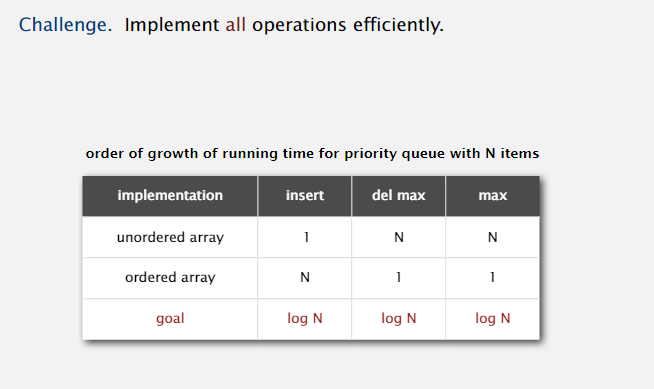 Challenge. Implement all operations efficiently.
order of growth of running time for priority queue with N items
implementation insert del max max
unordered array 1 N N
ordered array N 1 1
goal log N log N log N